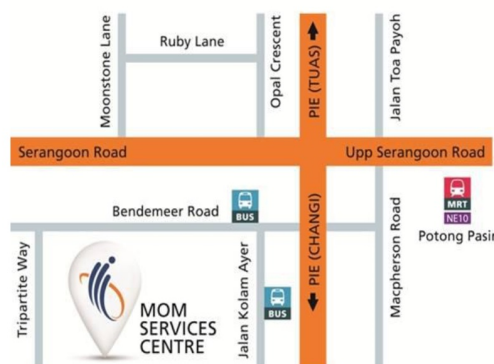 Moonstone Lane
Ruby Lane
Opal Crescent
PIE (TUAS)
Jalan Toa Payoh
Serangoon Road
Upp Serangoon Road
BUS
Bendemeer Road
PIE (CHANGI)
Macpherson Road
MRT
NE10
Potong Pasir
Tripartite Way
MOM
SERVICES
CENTRE
Jalan Kolam Ayer
BUS